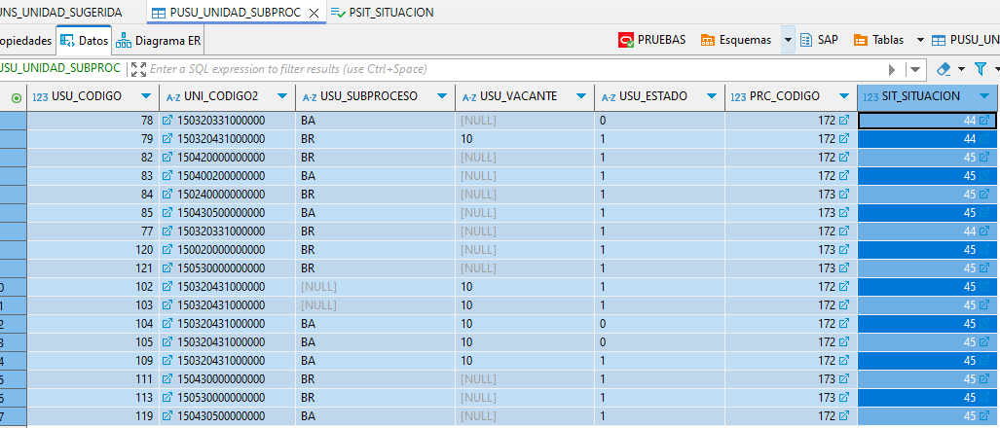 UNS_UNIDAD_SUGERIDA PUSU_UNIDAD_SUBPROC PSIT_SITUACION
opiedades Datos Diagrama ER PRUEBAS Esquemas SAP Tablas PUSU_UN
USU_UNIDAD_SUBPROC Enter a SQL expression to filter results (use Ctrl+Space)
123 USU_CODIGO A-Z UNI_CODIGO2 A-Z USU_SUBPROCESO A-Z USU_VACANTE A-Z USU_ESTADO 123 PRC_CODIGO 123 SIT_SITUACION
78 150320331000000 BA [NULL] 0 172 44
79 150320431000000 BR 10 1 172 44
82 150420000000000 BR [NULL] 1 172 45
83 150400200000000 BA [NULL] 1 172 45
84 150240000000000 BR [NULL] 1 173 45
85 150430500000000 BA [NULL] 1 173 45
77 150320331000000 BR [NULL] 1 172 44
120 150020000000000 BR [NULL] 1 173 45
121 150530000000000 BR [NULL] 1 173 45
0 102 150320431000000 [NULL] 10 1 172 45
1 103 150320431000000 [NULL] 10 1 172 45
2 104 150320431000000 BA 10 0 172 45
3 105 150320431000000 BA 10 0 172 45
4 109 150320431000000 BA 10 1 172 45
5 111 150430000000000 BR [NULL] 1 173 45
6 113 150530000000000 BR [NULL] 1 173 45
7 119 150430500000000 BA [NULL] 1 172 45